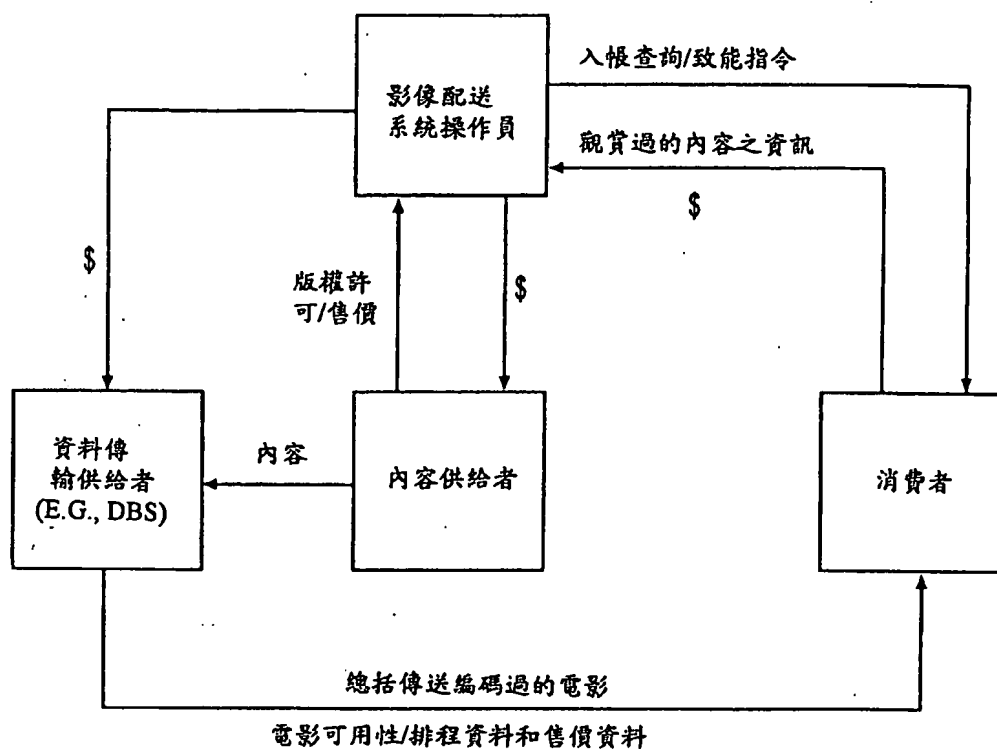 入帳查詢/致能指令
影像配送
系統操作員
觀賞過的內容之資訊
$
$
版權許
可/售價
$
資料傳
輸供給者
(E.G., DBS)
內容
內容供給者
消費者
總括傳送編碼過的電影
電影可用性/排程資料和售價資料